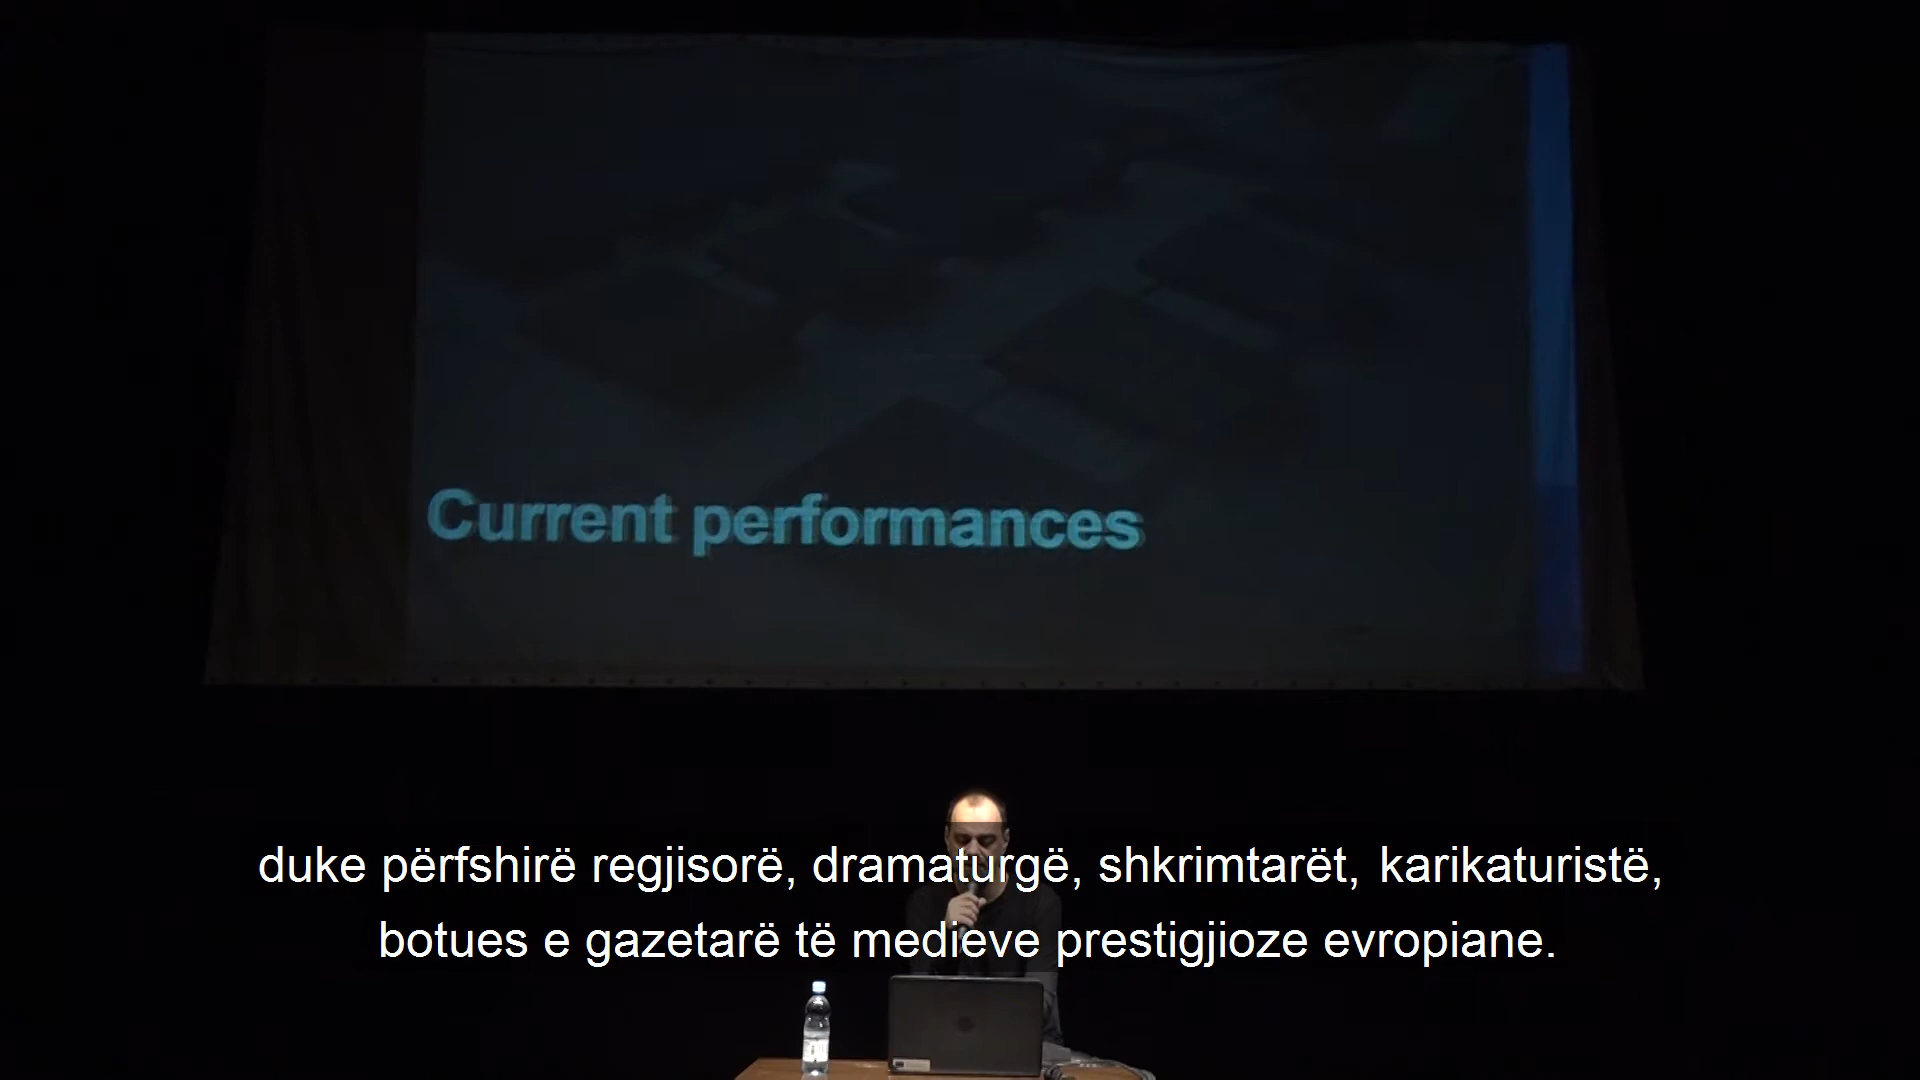 Current performances
duke përfshirë regjisorë, dramaturgë, shkrimtarët, karikaturistë,
botues e gazetarë të medieve prestigjioze evropiane.